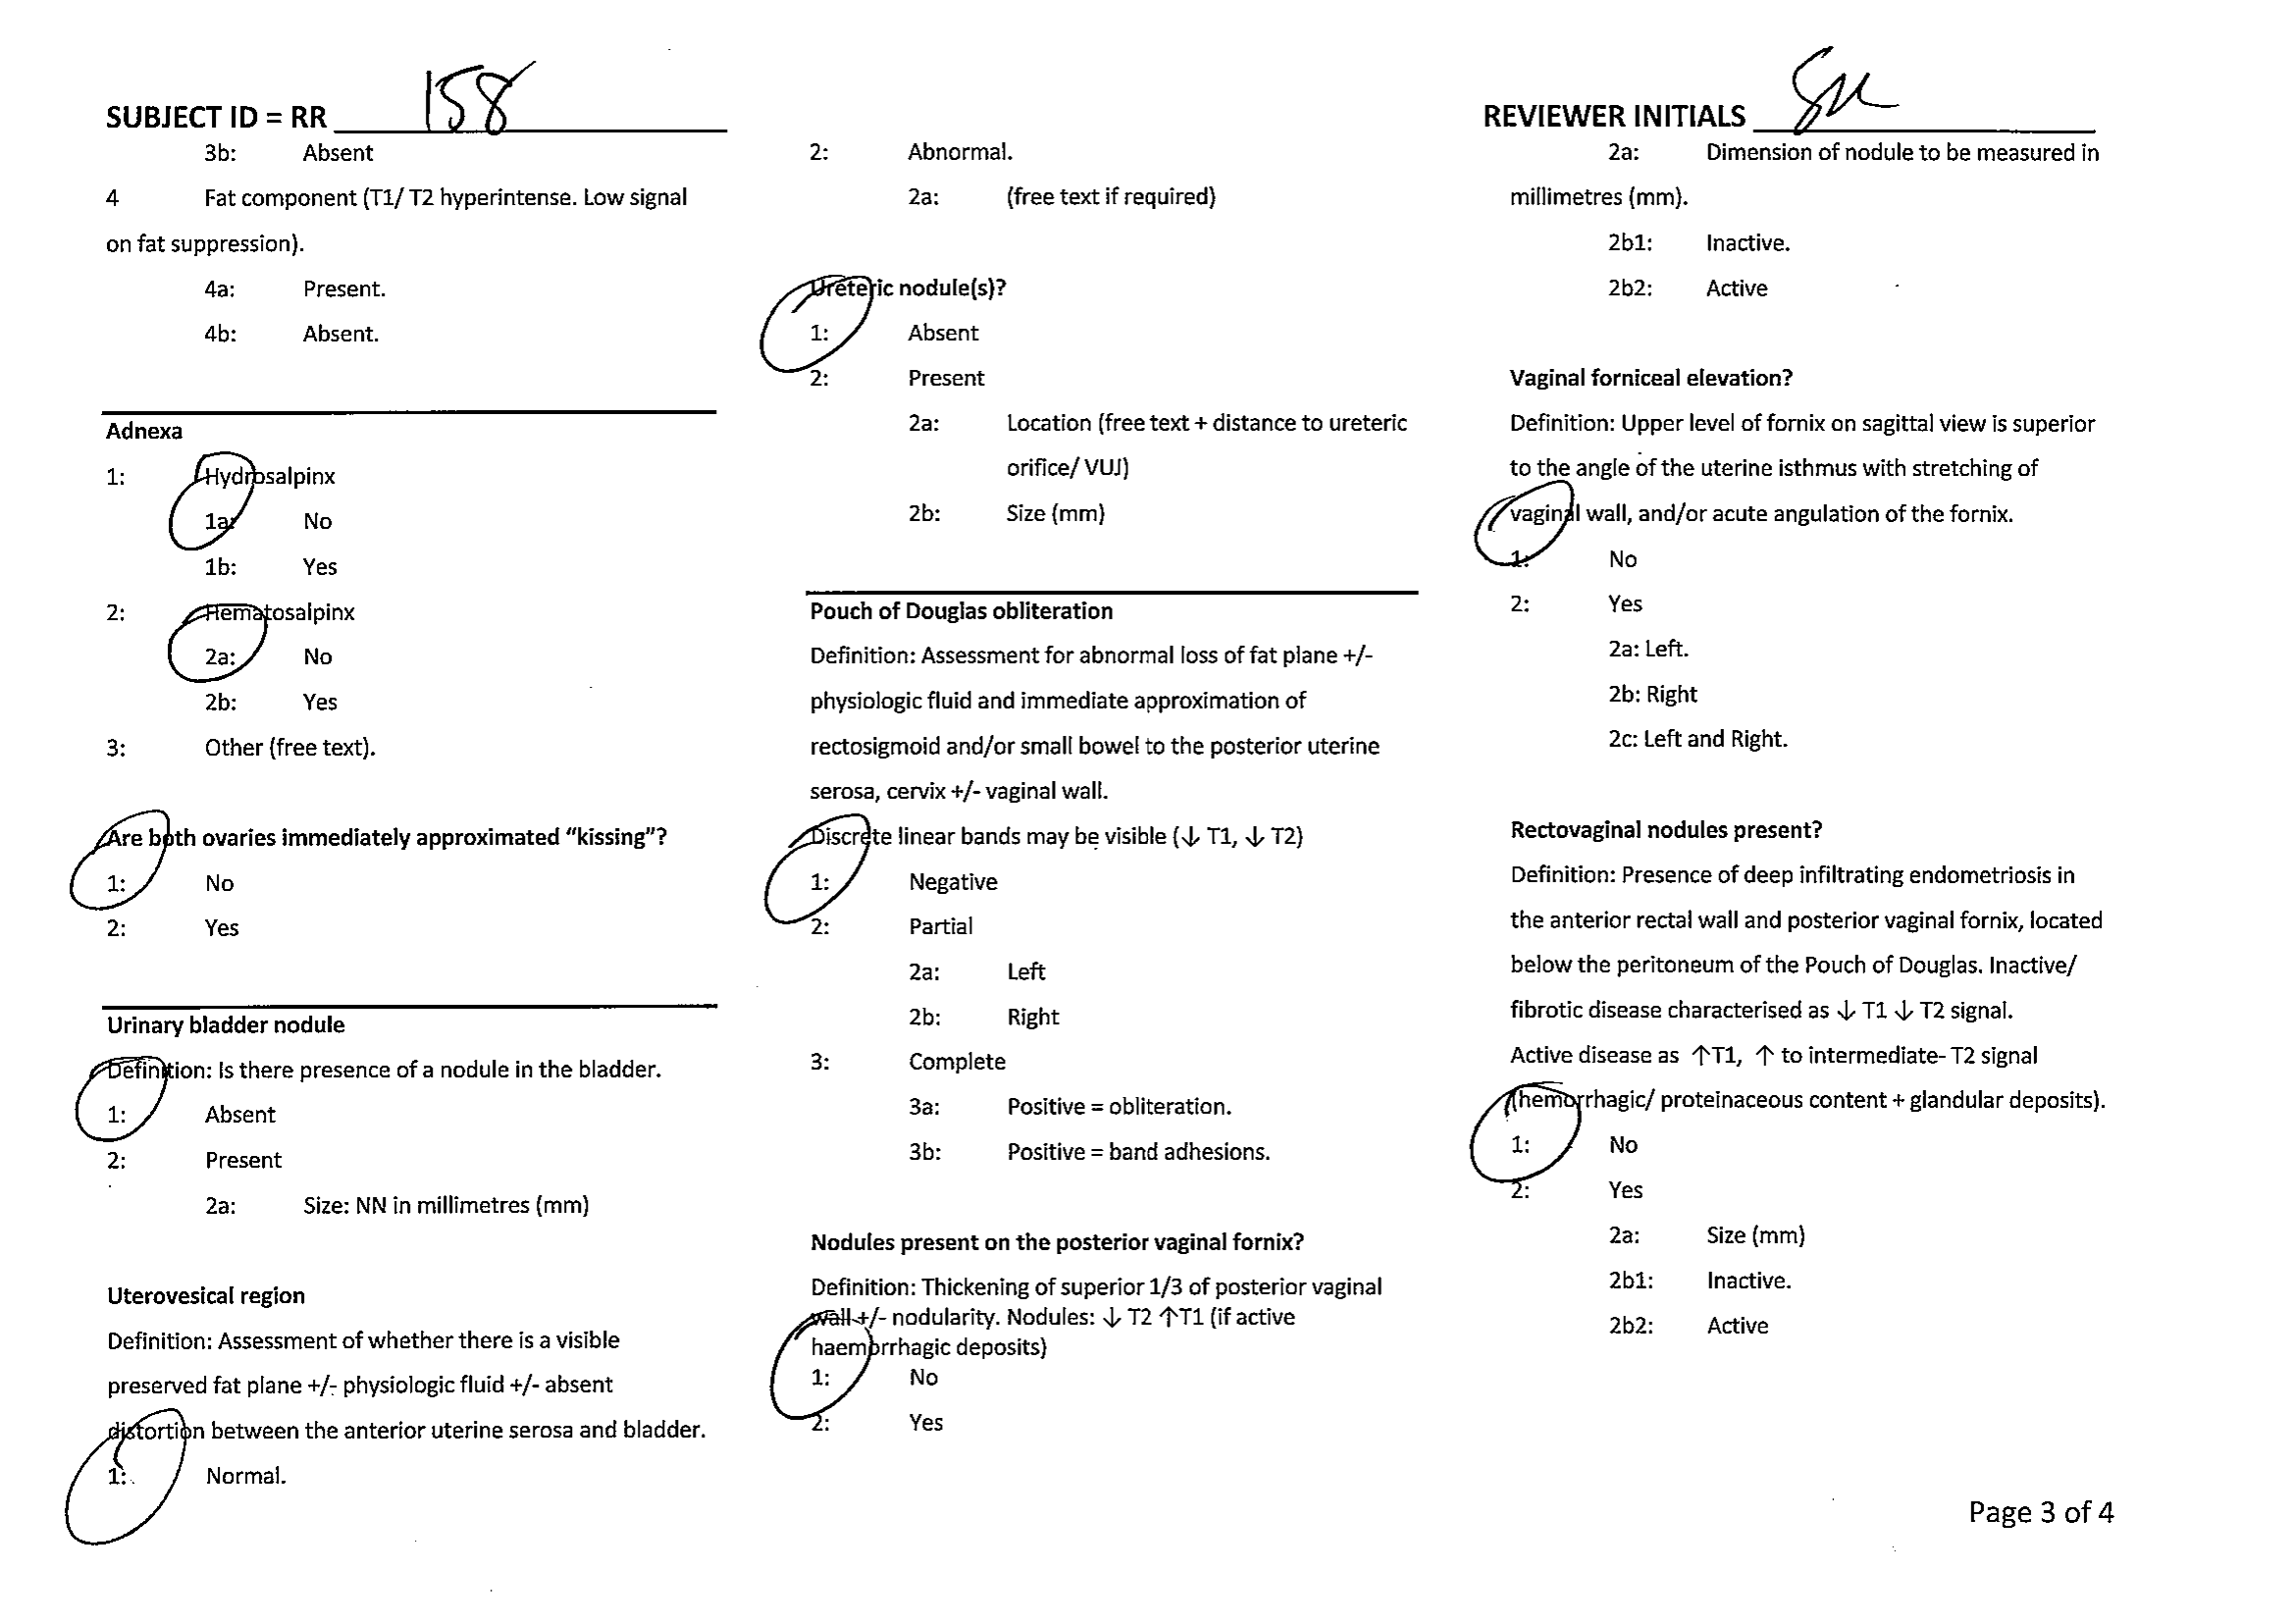 SUBJECT ID = RR 158
3b: Absent
4 Fat component (T1/ T2 hyperintense. Low signal
on fat suppression).
4a: Present.
4b: Absent.
Adnexa
1: Hydrosalpinx
1a: No
1b: Yes
2: Hematosalpinx
2a: No
2b: Yes
3: Other (free text).
Are both ovaries immediately approximated “kissing”?
1: No
2: Yes
Urinary bladder nodule
Definition: Is there presence of a nodule in the bladder.
1: Absent
2: Present
2a: Size: NN in millimetres (mm)
Uterovesical region
Definition: Assessment of whether there is a visible
preserved fat plane +/- physiologic fluid +/- absent
distortion between the anterior uterine serosa and bladder.
1: Normal.
2: Abnormal.
2a: (free text if required)
Ureteric nodule(s)?
1: Absent
2: Present
2a: Location (free text + distance to ureteric
orifice/ VUJ)
2b: Size (mm)
Pouch of Douglas obliteration
Definition: Assessment for abnormal loss of fat plane +/-
physiologic fluid and immediate approximation of
rectosigmoid and/or small bowel to the posterior uterine
serosa, cervix +/- vaginal wall.
Discrete linear bands may be visible (↓ T1, ↓ T2)
1: Negative
2: Partial
2a: Left
2b: Right
3: Complete
3a: Positive = obliteration.
3b: Positive = band adhesions.
Nodules present on the posterior vaginal fornix?
Definition: Thickening of superior 1/3 of posterior vaginal
wall +/- nodularity. Nodules: ↓ T2 ↑T1 (if active
haemorrhagic deposits)
1: No
2: Yes
REVIEWER INITIALS
2a: Dimension of nodule to be measured in
millimetres (mm).
2b1: Inactive.
2b2: Active
Vaginal forniceal elevation?
Definition: Upper level of fornix on sagittal view is superior
to the angle of the uterine isthmus with stretching of
vaginal wall, and/or acute angulation of the fornix.
1: No
2: Yes
2a: Left.
2b: Right
2c: Left and Right.
Rectovaginal nodules present?
Definition: Presence of deep infiltrating endometriosis in
the anterior rectal wall and posterior vaginal fornix, located
below the peritoneum of the Pouch of Douglas. Inactive/
fibrotic disease characterised as ↓ T1 ↓ T2 signal.
Active disease as ↑T1, ↑ to intermediate- T2 signal
(hemorrhagic/ proteinaceous content + glandular deposits).
1: No
2: Yes
2a: Size (mm)
2b1: Inactive.
2b2: Active
Page 3 of 4